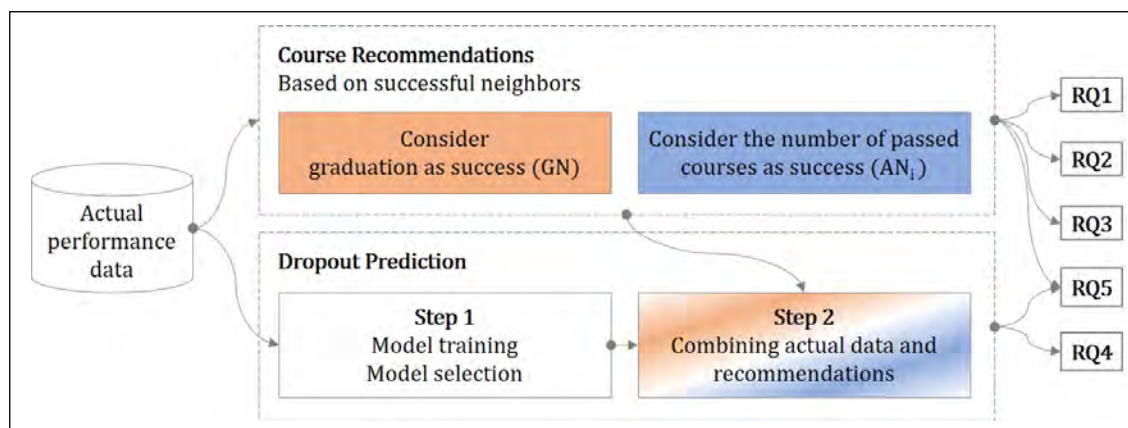 Course Recommendations
Based on successful neighbors
Consider
graduation as success (GN)
Consider the number of passed
courses as success (ANᵢ)
Actual
performance
data
Dropout Prediction
Step 1
Model training
Model selection
Step 2
Combining actual data and
recommendations
RQ1
RQ2
RQ3
RQ5
RQ4